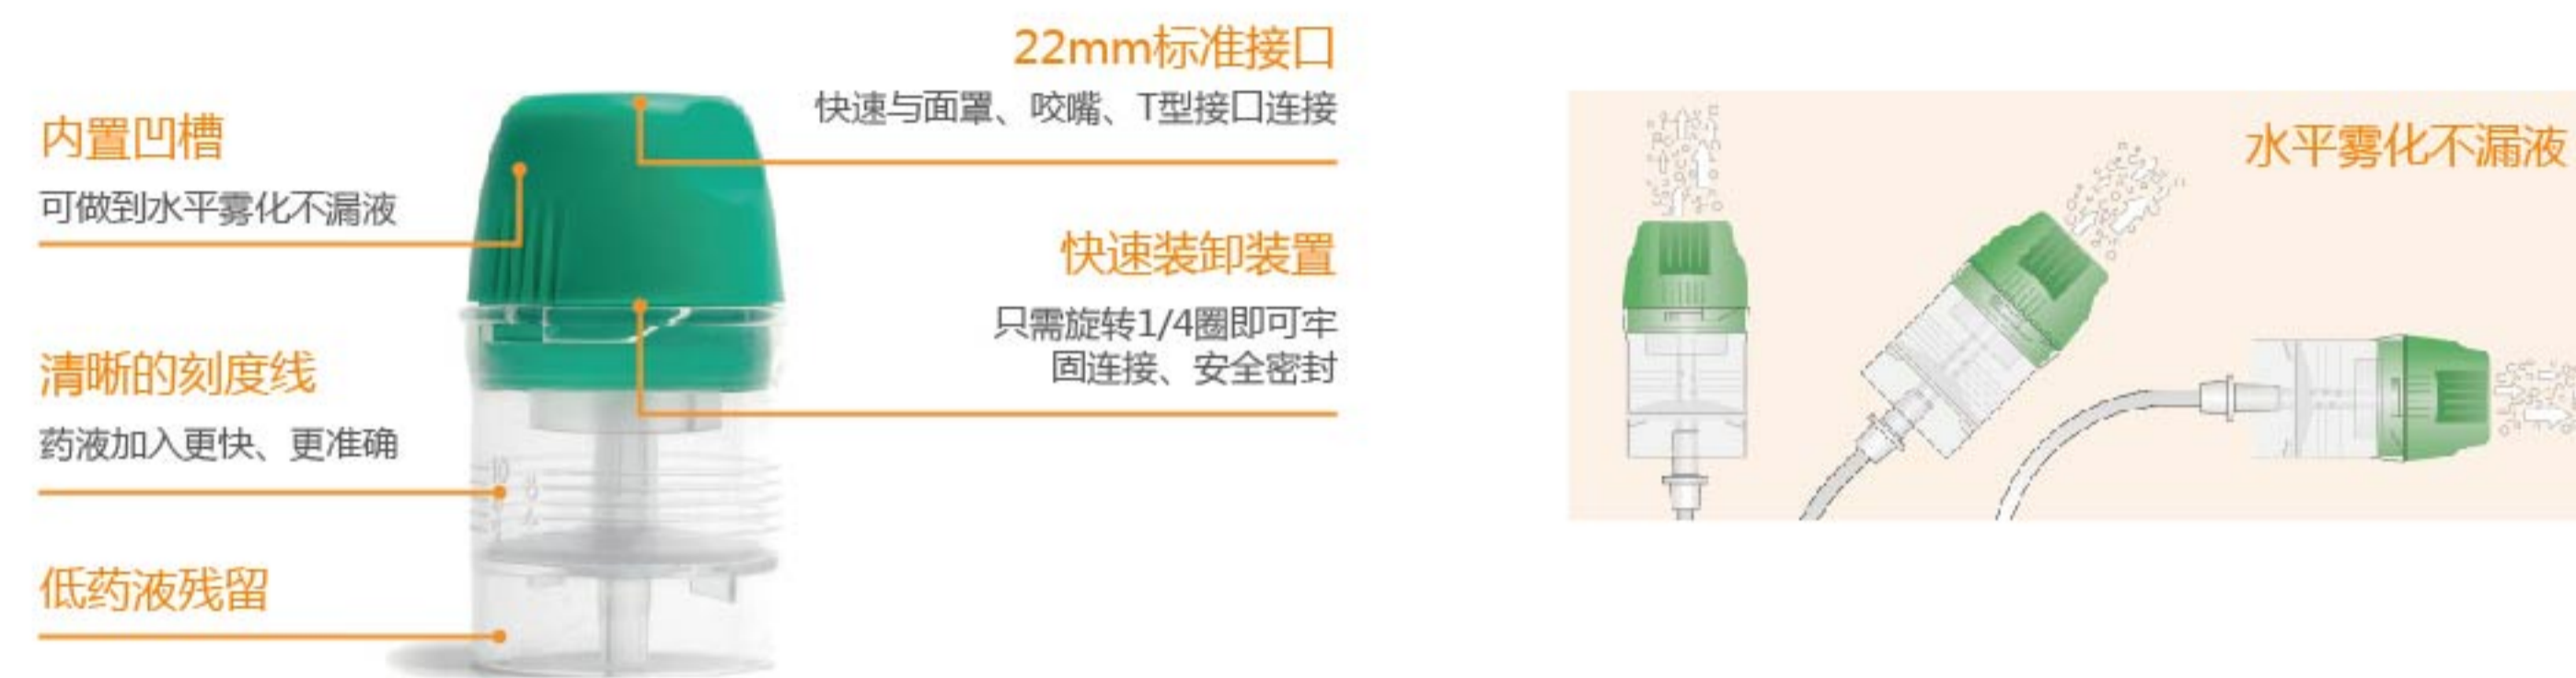 22mm标准接口
快速与面罩、咬嘴、T型接口连接
内置凹槽
可做到水平雾化不漏液
快速装卸装置
只需旋转1/4圈即可牢
固连接、安全密封
清晰的刻度线
药液加入更快、更准确
10
低药液残留
水平雾化不漏液